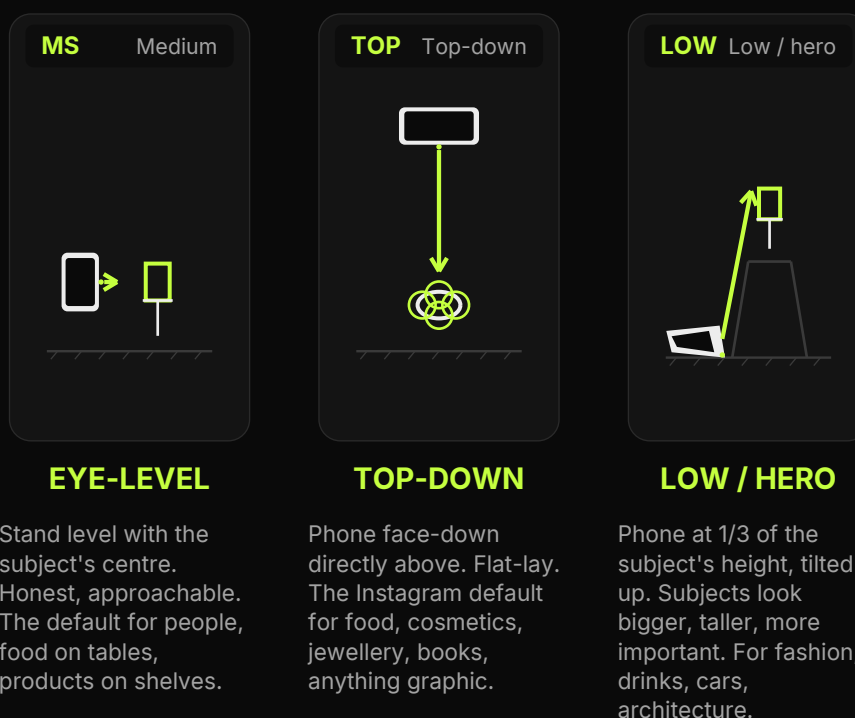 MS Medium
TOP Top-down
LOW Low / hero
EYE-LEVEL
Stand level with the
subject's centre.
Honest, approachable.
The default for people,
food on tables,
products on shelves.
TOP-DOWN
Phone face-down
directly above. Flat-lay.
The Instagram default
for food, cosmetics,
jewellery, books,
anything graphic.
LOW / HERO
Phone at 1/3 of the
subject's height, tilted
up. Subjects look
bigger, taller, more
important. For fashion
drinks, cars,
architecture.